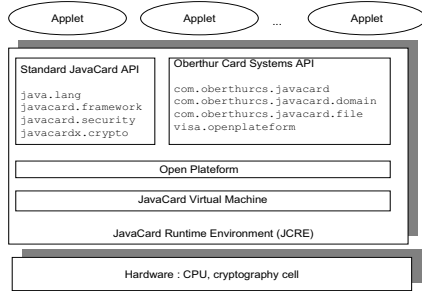 Applet Applet ... Applet
Standard JavaCard API
java.lang
javacard.framework
javacard.security
javacardx.crypto
Oberthur Card Systems API
com.oberthurcs.javacard
com.oberthurcs.javacard.domain
com.oberthurcs.javacard.file
visa.openplateform
Open Plateform
JavaCard Virtual Machine
JavaCard Runtime Environment (JCRE)
Hardware : CPU, cryptography cell